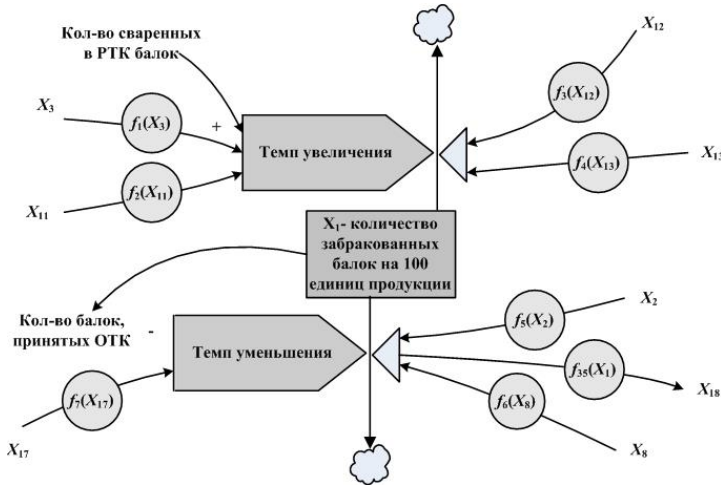 Кол-во сваренных
в РТК балок
X12
X3
f1(X3)
+
f3(X12)
Темп увеличения
f4(X13)
X13
f2(X11)
X11
X1- количество
забракованных
балок на 100
единиц продукции
Кол-во балок,
принятых ОТК
-
Темп уменьшения
f5(X2)
X2
f35(X1)
X18
f7(X17)
f6(X8)
X17
X8